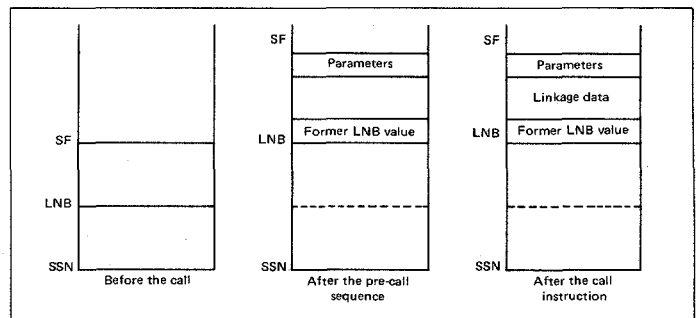 SF
LNB
SSN
Before the call
SF
Parameters
LNB
Former LNB value
SSN
After the pre-call
sequence
SF
Parameters
Linkage data
LNB
Former LNB value
SSN
After the call
instruction